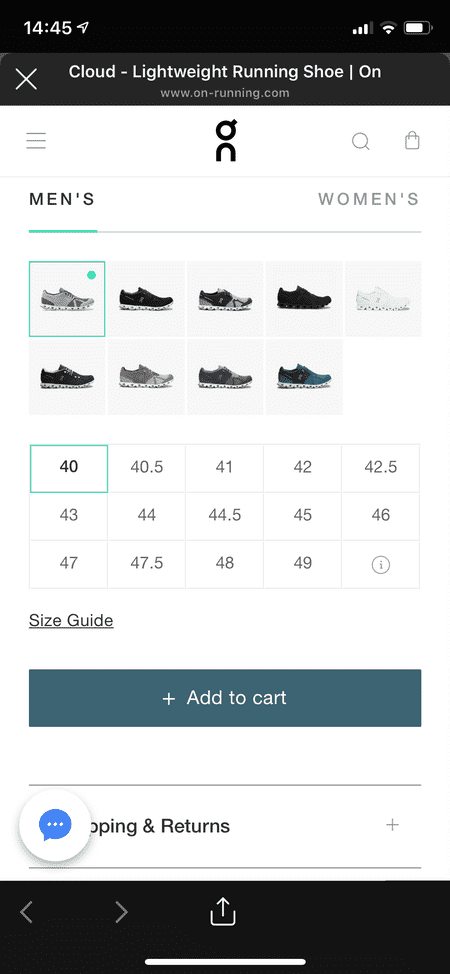 14:45
Cloud - Lightweight Running Shoe | On
www.on-running.com
on
MEN'S WOMEN'S
40 40.5 41 42 42.5
43 44 44.5 45 46
47 47.5 48 49 i
Size Guide
+ Add to cart
pping & Returns +